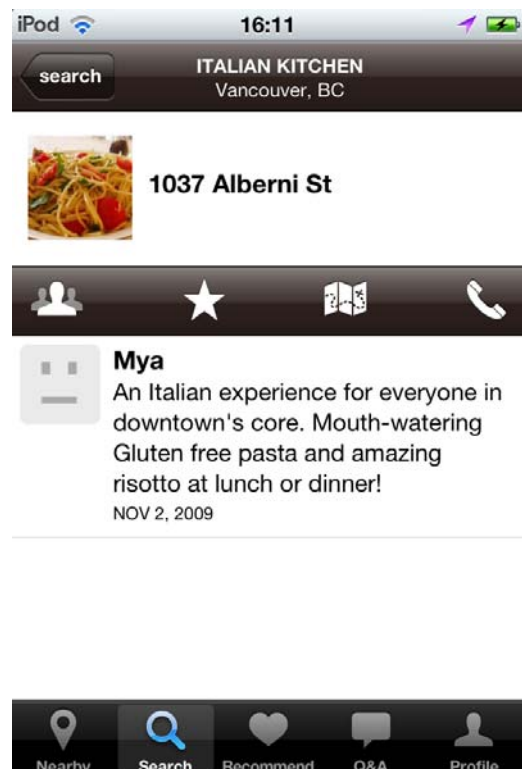 iPod 16:11
search
ITALIAN KITCHEN
Vancouver, BC
1037 Alberni St
Mya
An Italian experience for everyone in
downtown's core. Mouth-watering
Gluten free pasta and amazing
risotto at lunch or dinner!
NOV 2, 2009
Nearby Search Recommend Q&A Profile